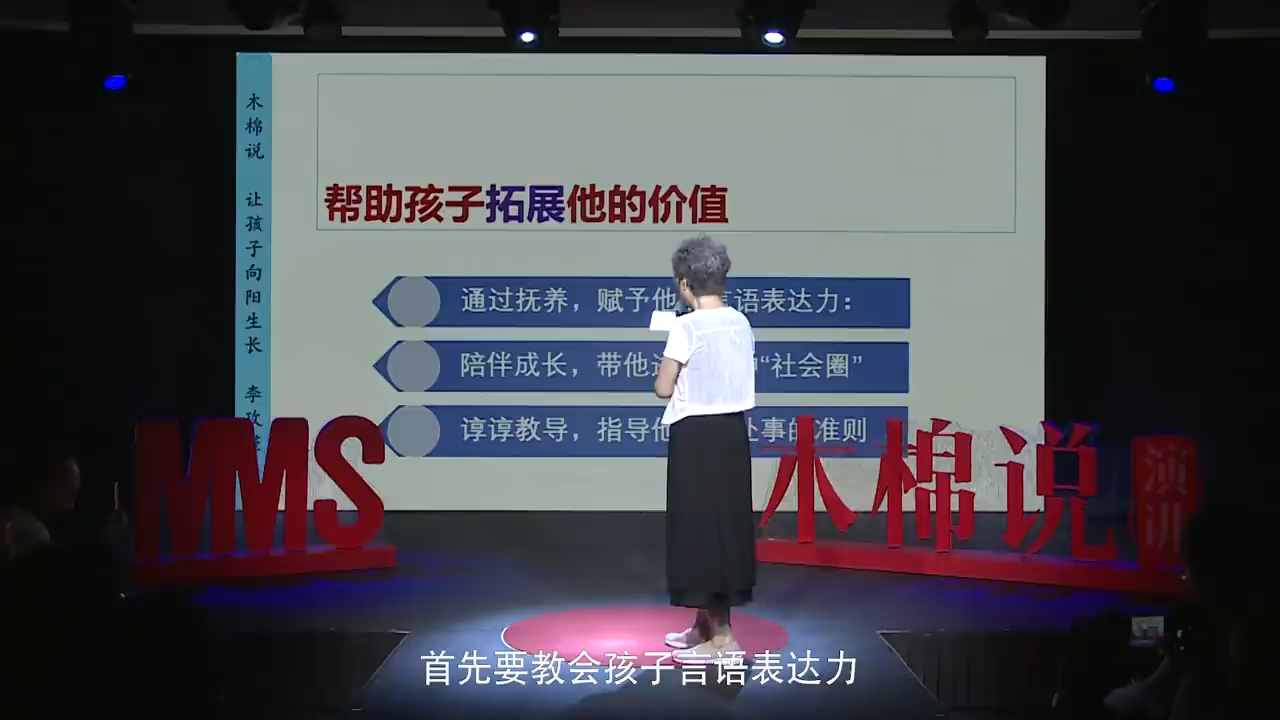 木棉说 让孩子向阳生长 李玫
帮助孩子拓展他的价值
通过抚养，赋予他 言语表达力：
陪伴成长，带他 “社会圈”
谆谆教导，指导他 处事的准则
MMS
木棉说
演讲
首先要教会孩子言语表达力